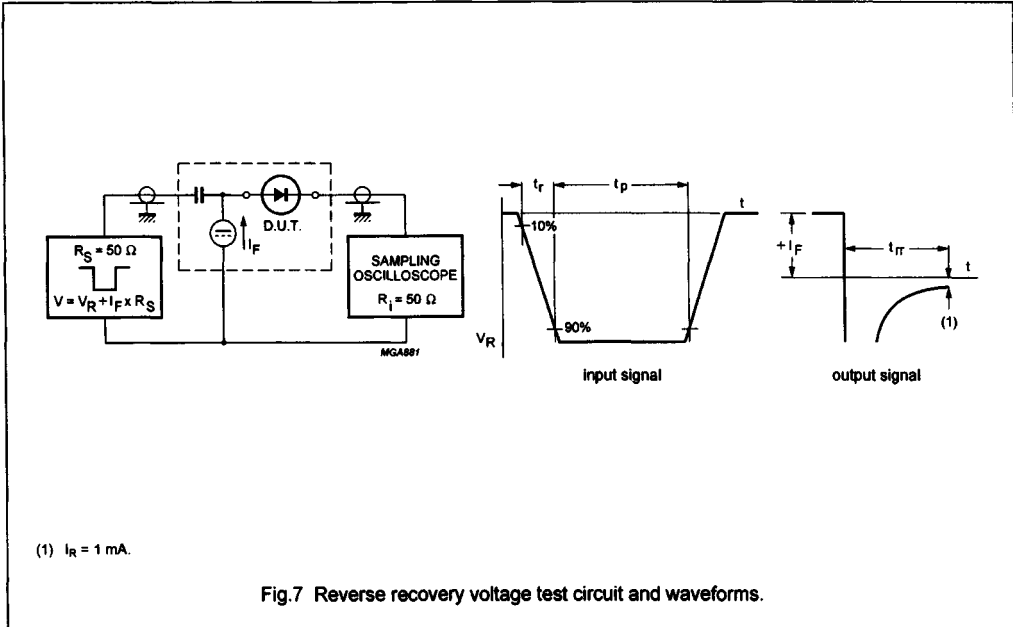 R_S = 50 Ω
V = V_R + I_F x R_S
I_F
D.U.T.
SAMPLING
OSCILLOSCOPE
R_i = 50 Ω
MGA881
t_r
t_p
t
10%
90%
V_R
input signal
+ I_F
t_rr
t
(1)
output signal
(1) I_R = 1 mA.
Fig.7 Reverse recovery voltage test circuit and waveforms.